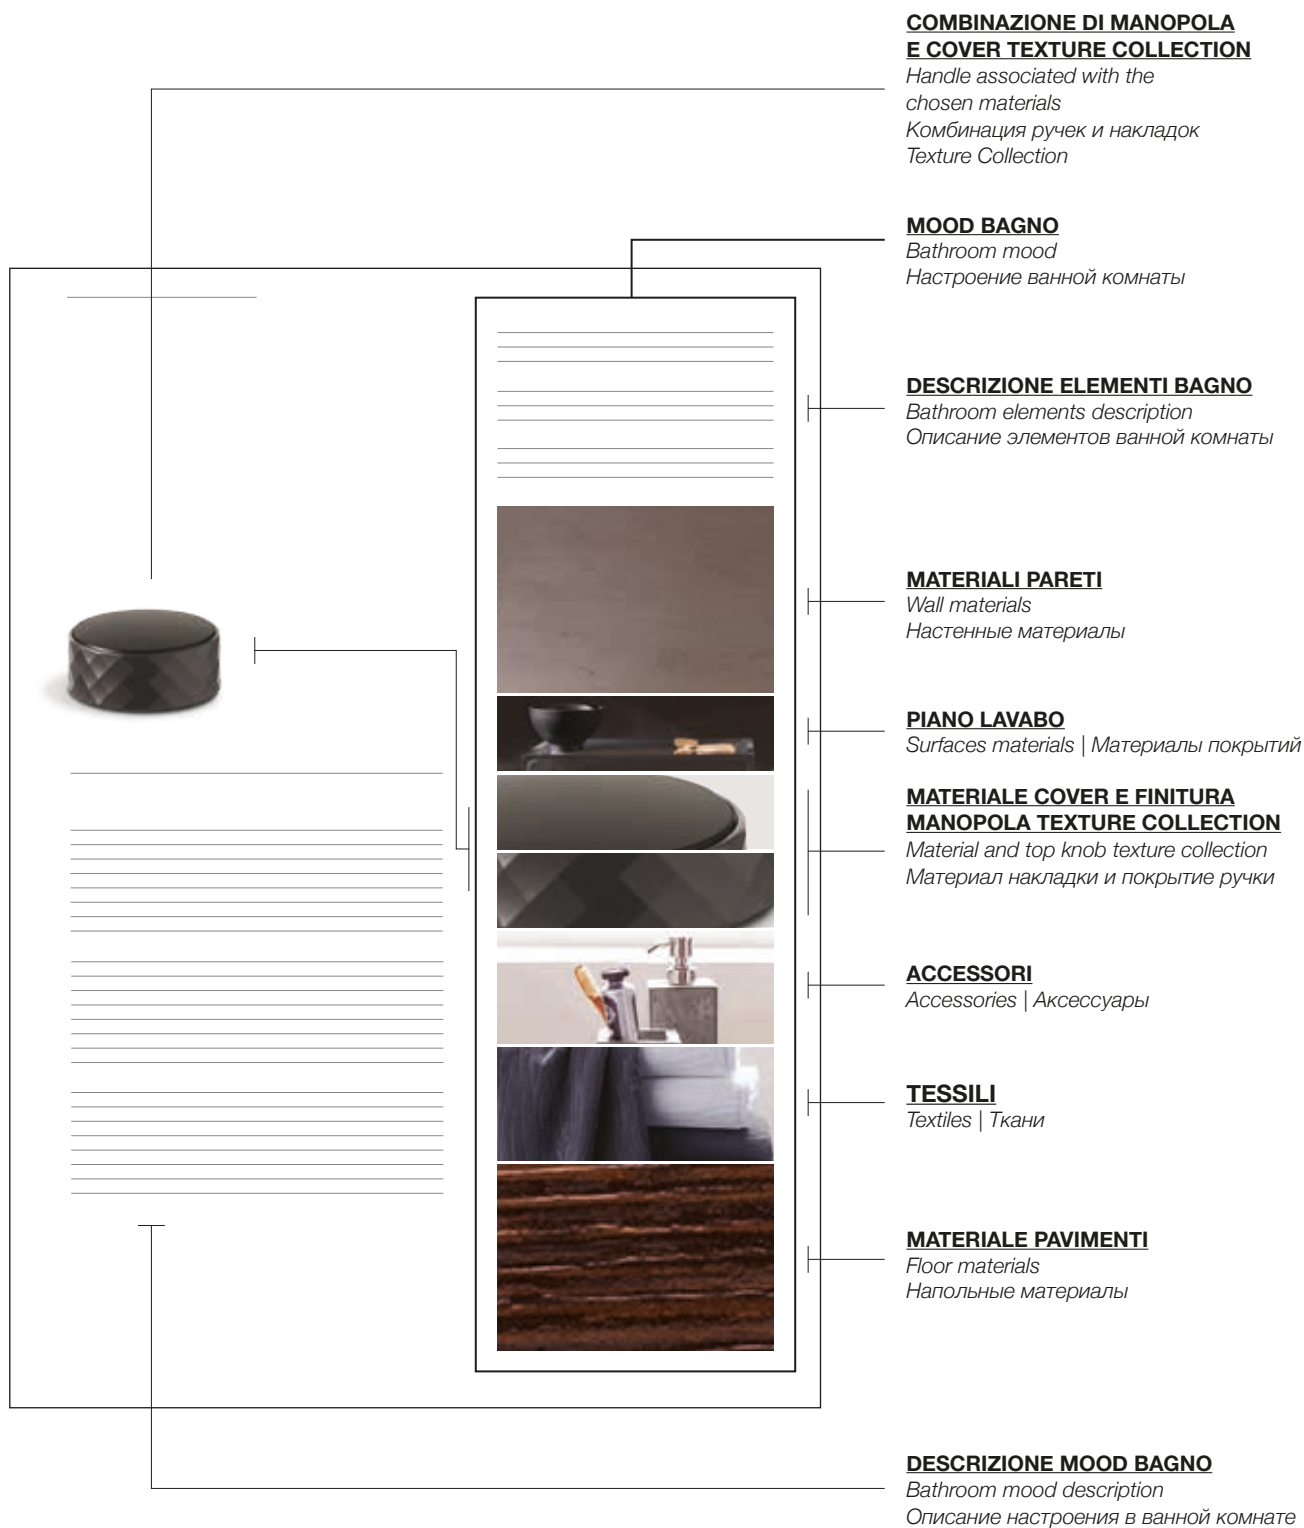 COMBINAZIONE DI MANOPOLA
E COVER TEXTURE COLLECTION
Handle associated with the
chosen materials
Комбинация ручек и накладок
Texture Collection
MOOD BAGNO
Bathroom mood
Настроение ванной комнаты
DESCRIZIONE ELEMENTI BAGNO
Bathroom elements description
Описание элементов ванной комнаты
MATERIALI PARETI
Wall materials
Настенные материалы
PIANO LAVABO
Surfaces materials | Материалы покрытий
MATERIALE COVER E FINITURA
MANOPOLA TEXTURE COLLECTION
Material and top knob texture collection
Материал накладки и покрытие ручки
ACCESSORI
Accessories | Аксессуары
TESSILI
Textiles | Ткани
MATERIALE PAVIMENTI
Floor materials
Напольные материалы
DESCRIZIONE MOOD BAGNO
Bathroom mood description
Описание настроения в ванной комнате